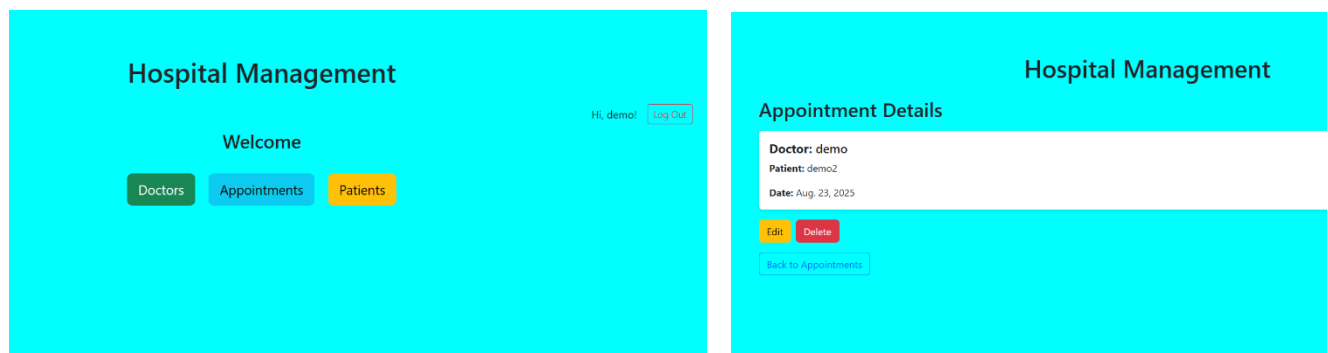 Hospital Management
Hi, demo! Log Out
Welcome
Doctors Appointments Patients
Hospital Management
Appointment Details
Doctor: demo
Patient: demo2
Date: Aug. 23, 2025
Edit Delete
Back to Appointments